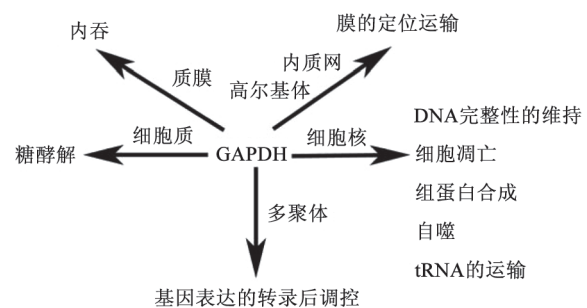 内吞
膜的定位运输
质膜
内质网
高尔基体
DNA完整性的维持
糖酵解
细胞质
GAPDH
细胞核
细胞凋亡
组蛋白合成
多聚体
自噬
tRNA的运输
基因表达的转录后调控